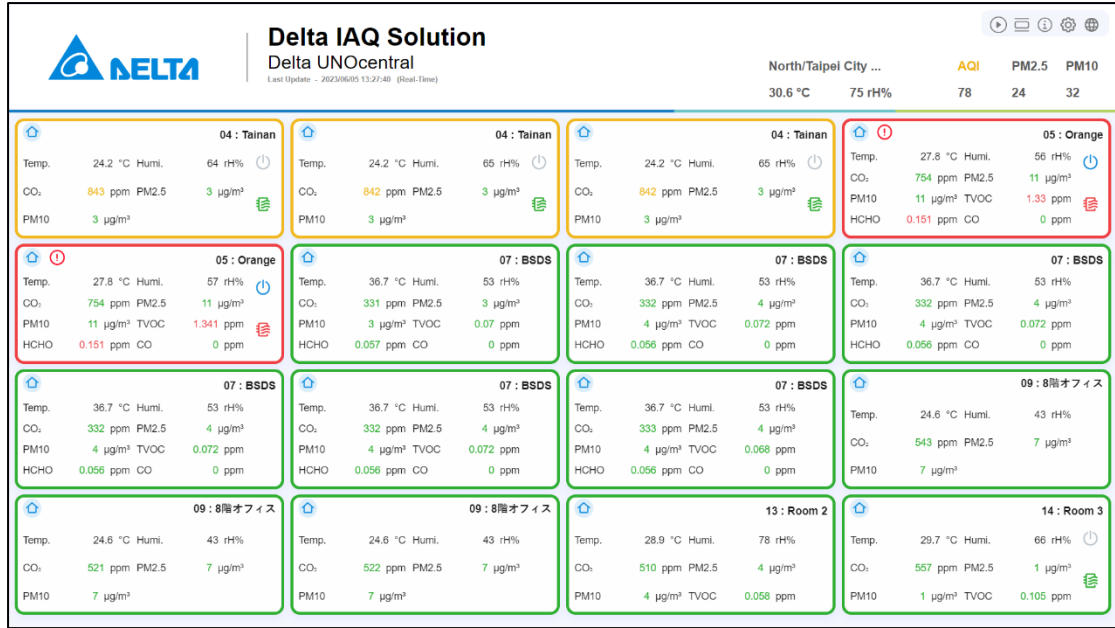 DELTA
Delta IAQ Solution
Delta UNOcentral
Last Update - 2023/06/05 13:27:40 (Real-Time)
North/Taipei City ... AQI PM2.5 PM10
30.6 °C 75 rH% 78 24 32
04 : Tainan
Temp. 24.2 °C Humi. 64 rH%
CO₂ 843 ppm PM2.5 3 µg/m³
PM10 3 µg/m³
04 : Tainan
Temp. 24.2 °C Humi. 65 rH%
CO₂ 842 ppm PM2.5 3 µg/m³
PM10 3 µg/m³
04 : Tainan
Temp. 24.2 °C Humi. 65 rH%
CO₂ 842 ppm PM2.5 3 µg/m³
PM10 3 µg/m³
05 : Orange
Temp. 27.8 °C Humi. 56 rH%
CO₂ 754 ppm PM2.5 11 µg/m³
PM10 11 µg/m³ TVOC 1.33 ppm
HCHO 0.151 ppm CO 0 ppm
05 : Orange
Temp. 27.8 °C Humi. 57 rH%
CO₂ 754 ppm PM2.5 11 µg/m³
PM10 11 µg/m³ TVOC 1.341 ppm
HCHO 0.151 ppm CO 0 ppm
07 : BSDS
Temp. 36.7 °C Humi. 53 rH%
CO₂ 331 ppm PM2.5 3 µg/m³
PM10 3 µg/m³ TVOC 0.07 ppm
HCHO 0.057 ppm CO 0 ppm
07 : BSDS
Temp. 36.7 °C Humi. 53 rH%
CO₂ 332 ppm PM2.5 4 µg/m³
PM10 4 µg/m³ TVOC 0.072 ppm
HCHO 0.056 ppm CO 0 ppm
07 : BSDS
Temp. 36.7 °C Humi. 53 rH%
CO₂ 332 ppm PM2.5 4 µg/m³
PM10 4 µg/m³ TVOC 0.072 ppm
HCHO 0.056 ppm CO 0 ppm
07 : BSDS
Temp. 36.7 °C Humi. 53 rH%
CO₂ 332 ppm PM2.5 4 µg/m³
PM10 4 µg/m³ TVOC 0.072 ppm
HCHO 0.056 ppm CO 0 ppm
07 : BSDS
Temp. 36.7 °C Humi. 53 rH%
CO₂ 332 ppm PM2.5 4 µg/m³
PM10 4 µg/m³ TVOC 0.072 ppm
HCHO 0.056 ppm CO 0 ppm
07 : BSDS
Temp. 36.7 °C Humi. 53 rH%
CO₂ 333 ppm PM2.5 4 µg/m³
PM10 4 µg/m³ TVOC 0.068 ppm
HCHO 0.056 ppm CO 0 ppm
09 : 8階オフィス
Temp. 24.6 °C Humi. 43 rH%
CO₂ 543 ppm PM2.5 7 µg/m³
PM10 7 µg/m³
09 : 8階オフィス
Temp. 24.6 °C Humi. 43 rH%
CO₂ 521 ppm PM2.5 7 µg/m³
PM10 7 µg/m³
09 : 8階オフィス
Temp. 24.6 °C Humi. 43 rH%
CO₂ 522 ppm PM2.5 7 µg/m³
PM10 7 µg/m³
13 : Room 2
Temp. 28.9 °C Humi. 78 rH%
CO₂ 510 ppm PM2.5 4 µg/m³
PM10 4 µg/m³ TVOC 0.058 ppm
14 : Room 3
Temp. 29.7 °C Humi. 66 rH%
CO₂ 557 ppm PM2.5 1 µg/m³
PM10 1 µg/m³ TVOC 0.105 ppm